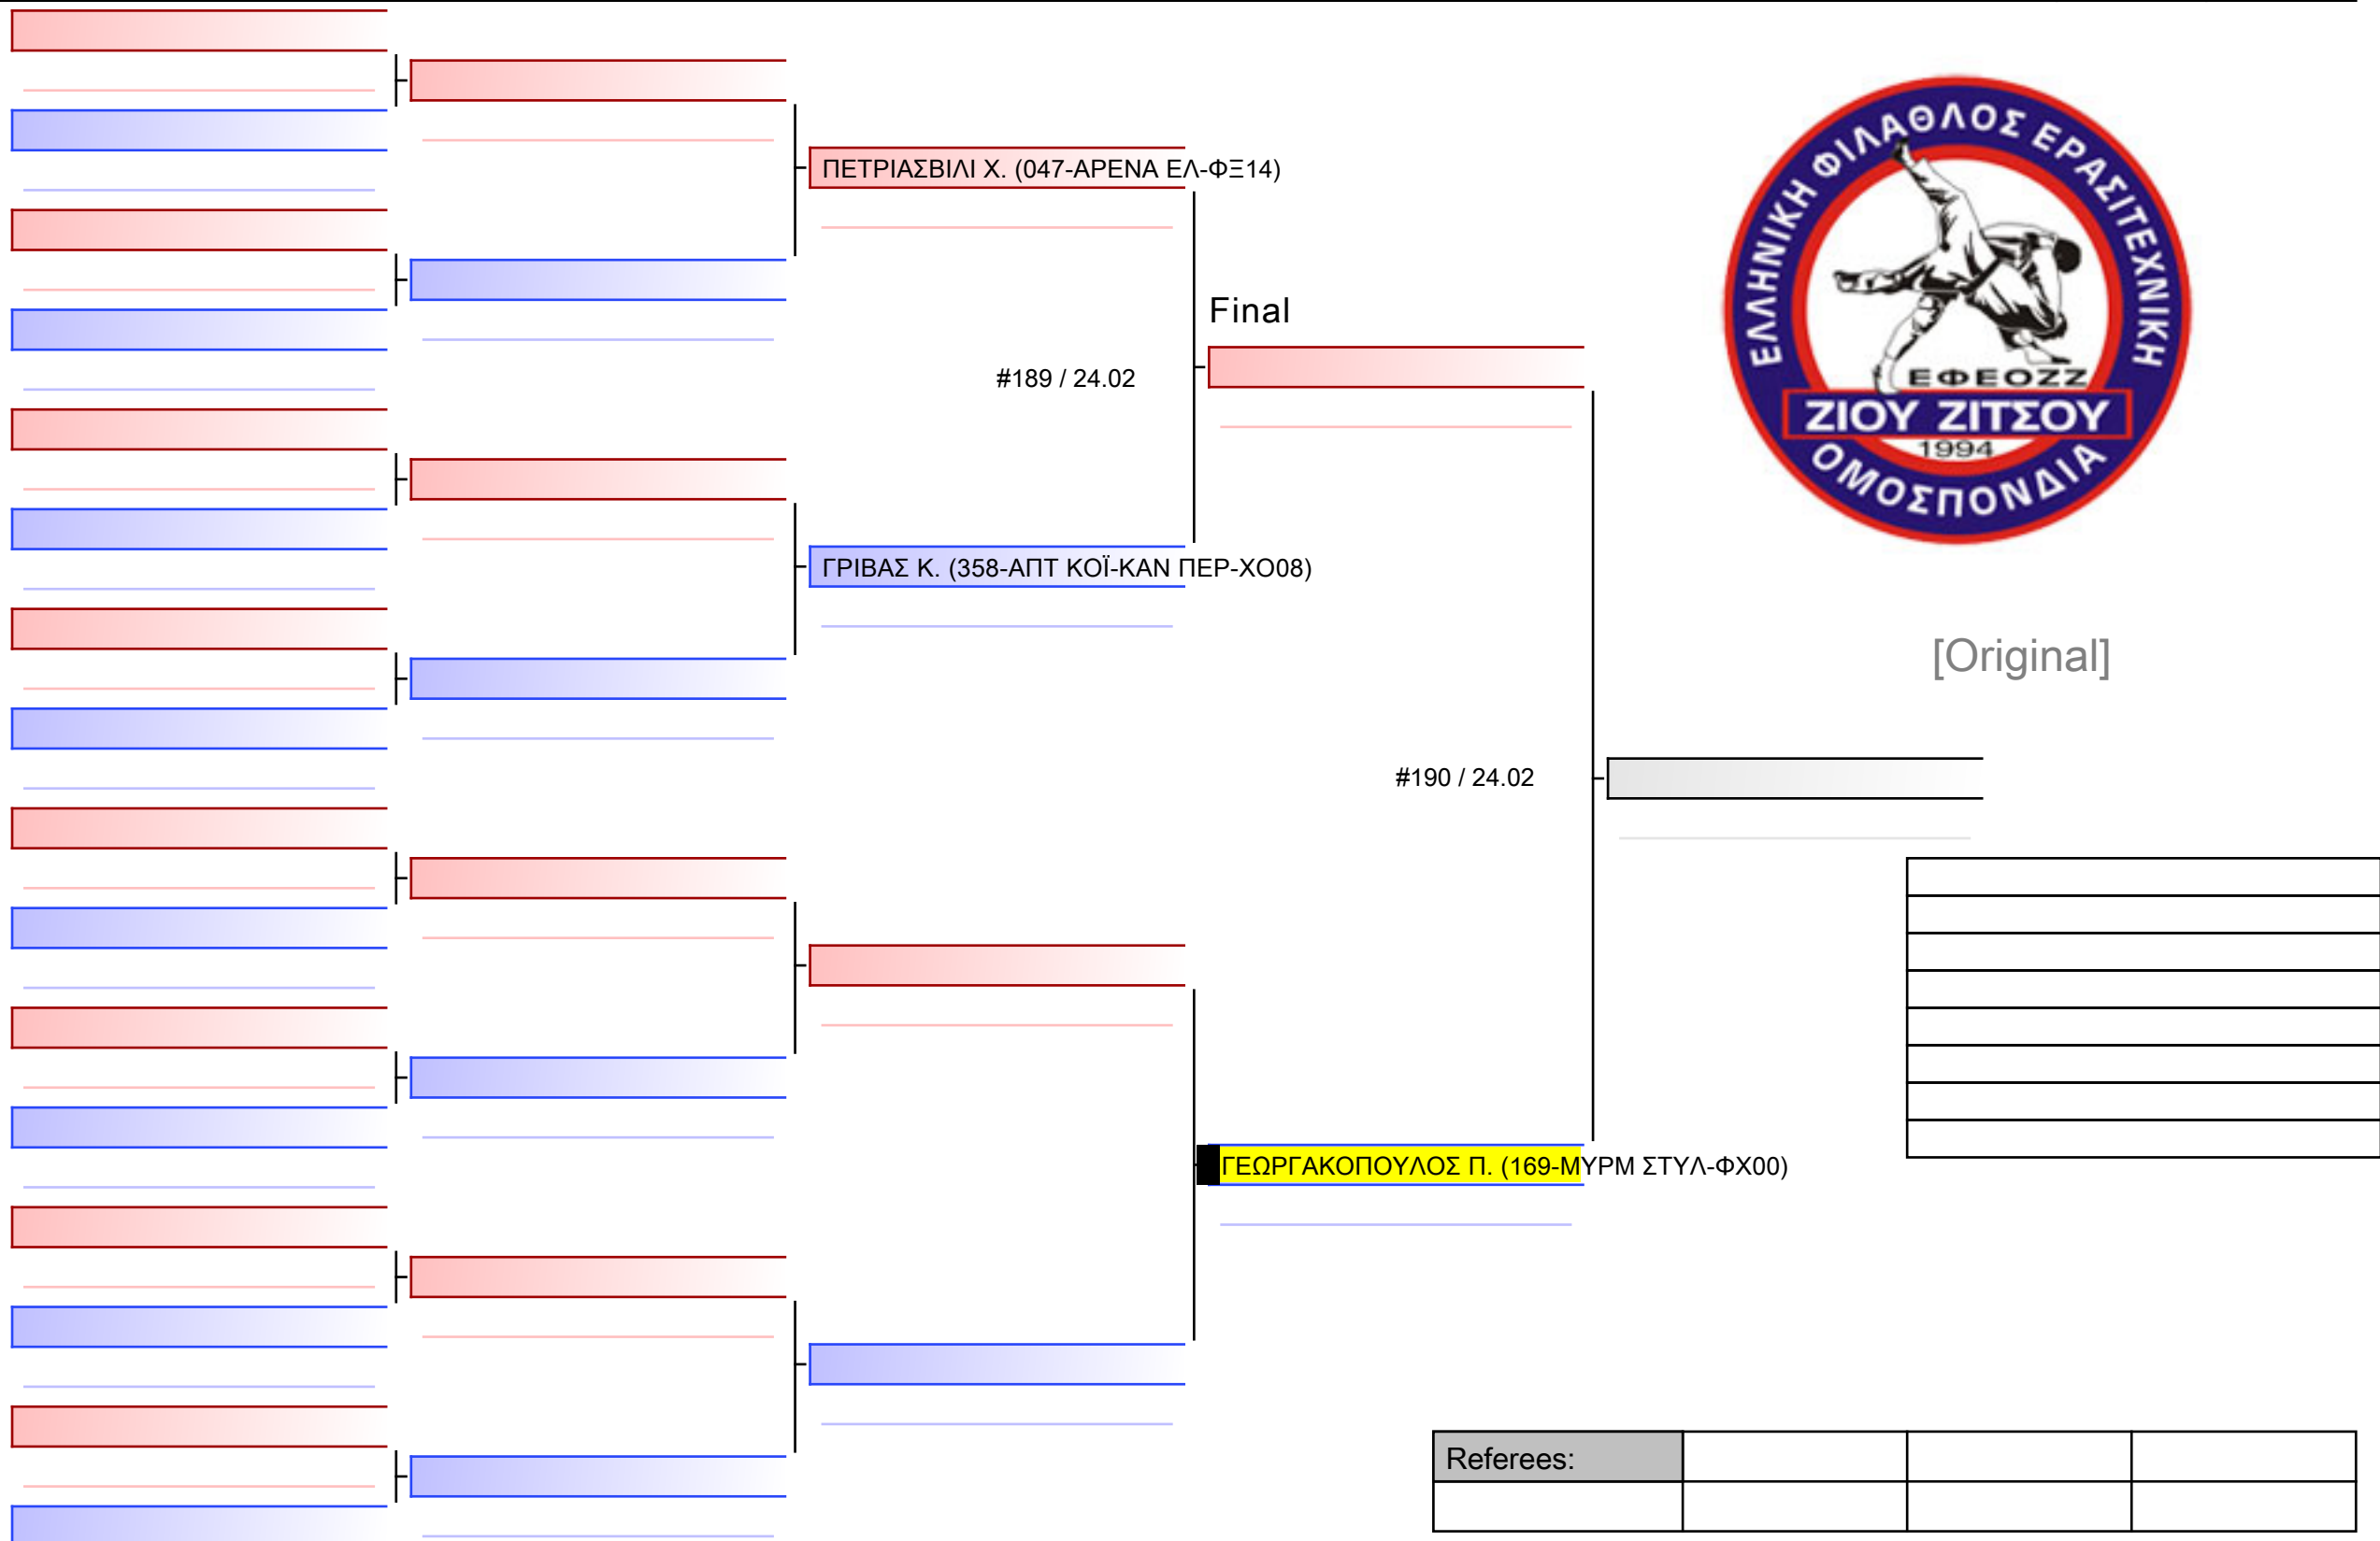 ΠΕΤΡΙΑΣΒΙΛΙ Χ. (047-ΑΡΕΝΑ ΕΛ-ΦΞ14)
Final
#189 / 24.02
ΓΡΙΒΑΣ Κ. (358-ΑΠΤ ΚΟΪ-ΚΑΝ ΠΕΡ-ΧΟ08)
ΕΛΛΗΝΙΚΗ ΦΙΛΑΘΛΟΣ ΕΡΑΣΙΤΕΧΝΙΚΗ
ΕΦΕΟΖΖ
ΖΙΟΥ ΖΙΤΣΟΥ
1994
ΟΜΟΣΠΟΝΔΙΑ
[Original]
#190 / 24.02
ΓΕΩΡΓΑΚΟΠΟΥΛΟΣ Π. (169-ΜΥΡΜ ΣΤΥΛ-ΦΧ00)
Referees: